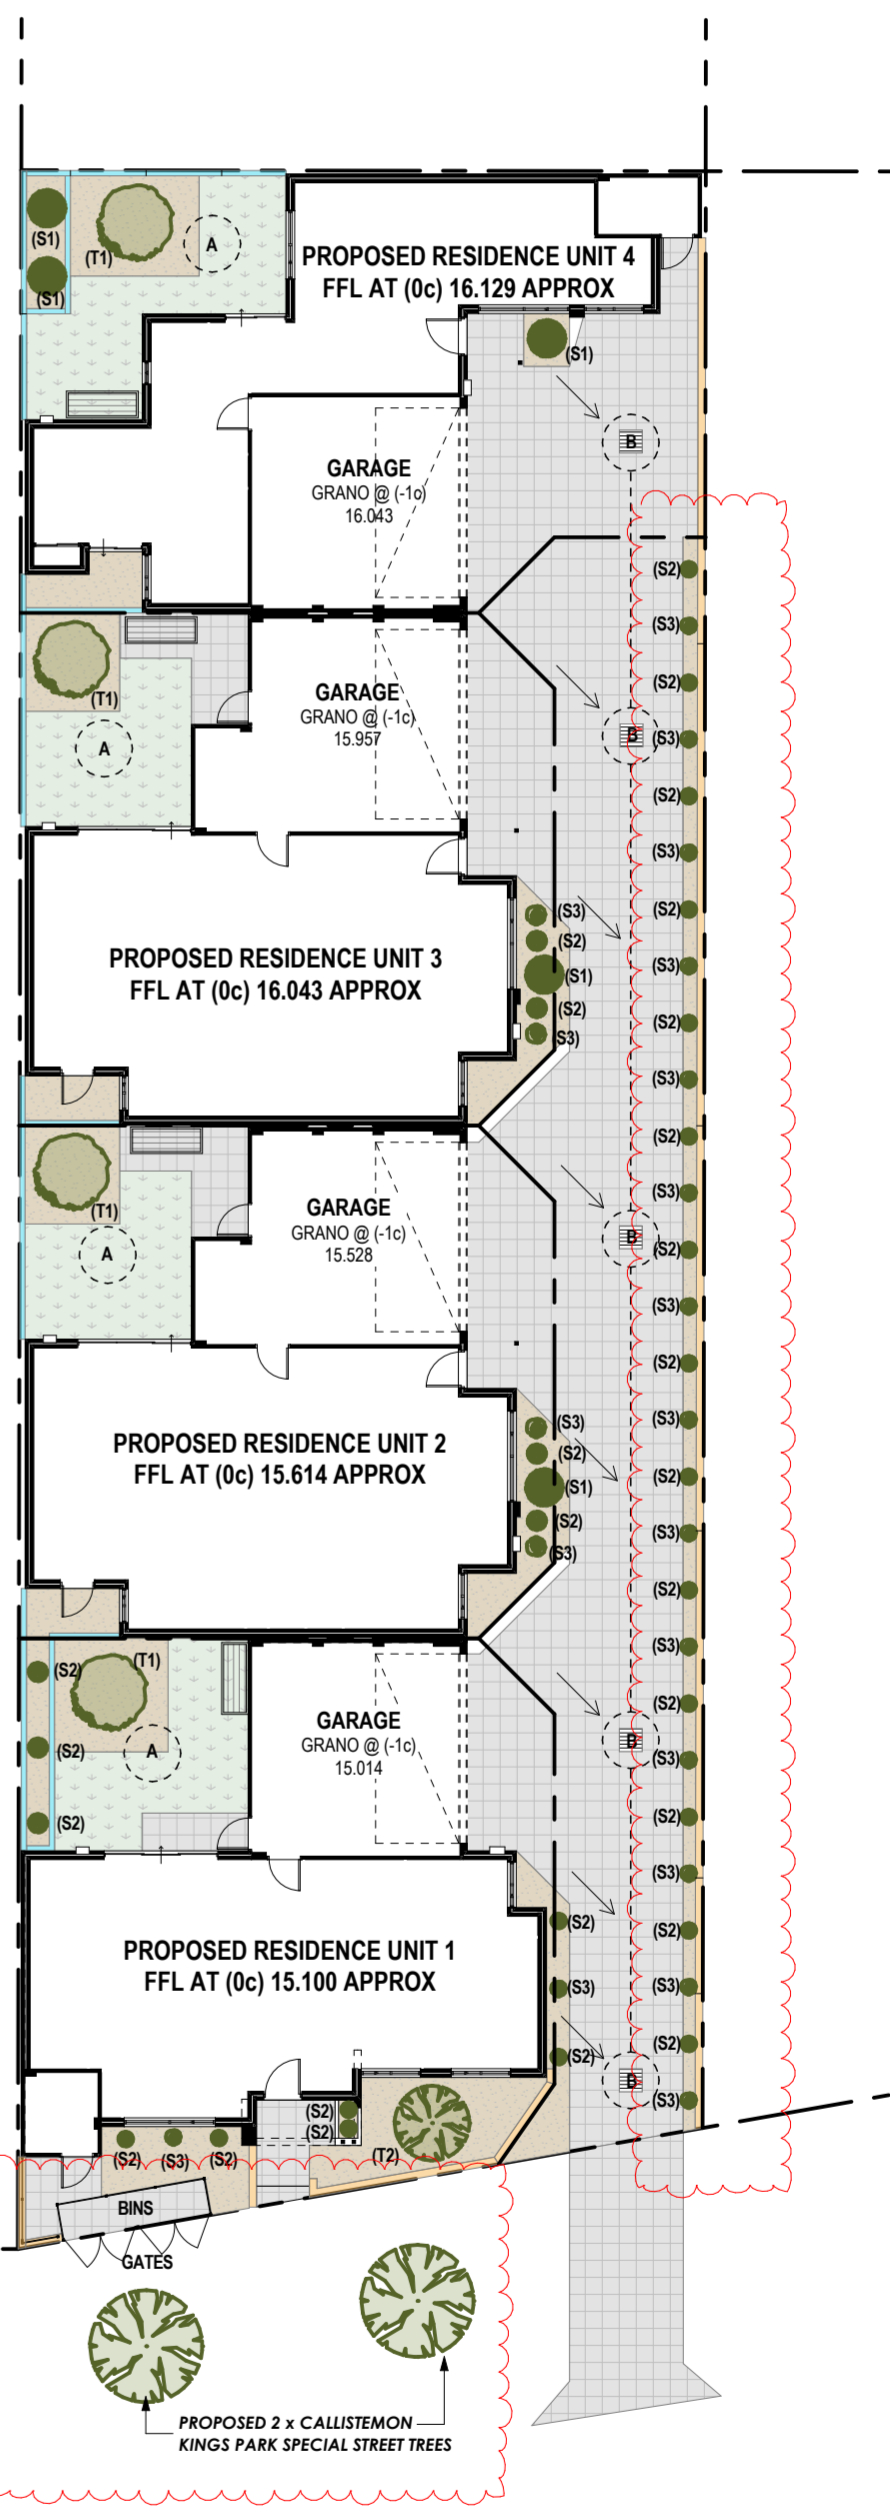 (S1)
(T1)
A
(S1)
PROPOSED RESIDENCE UNIT 4
FFL AT (0c) 16.129 APPROX
(S1)
B
GARAGE
GRANO @ (-1c)
16.043
(S2)
(S3)
(S2)
(S3)
(S2)
(S3)
(S2)
(S3)
(S2)
(S3)
(S2)
(S3)
(S2)
(S3)
(S2)
(S3)
(S2)
(S3)
(S2)
(S3)
(S2)
(S3)
(S2)
(S3)
(S2)
(S3)
(S2)
(S3)
(T1)
A
GARAGE
GRANO @ (-1c)
15.957
B
(S3)
(S2)
(S1)
(S2)
S3)
PROPOSED RESIDENCE UNIT 3
FFL AT (0c) 16.043 APPROX
(T1)
A
GARAGE
GRANO @ (-1c)
15.528
B
(S3)
(S2)
(S1)
(S2)
(S3)
PROPOSED RESIDENCE UNIT 2
FFL AT (0c) 15.614 APPROX
(S2)
(T1)
(S2)
A
(S2)
GARAGE
GRANO @ (-1c)
15.014
B
PROPOSED RESIDENCE UNIT 1
FFL AT (0c) 15.100 APPROX
(S2)
(S3)
(S2)
B
(S2)
(S2)
(T2)
(S2)
(S3)
(S2)
BINS
GATES
PROPOSED 2 x CALLISTEMON
KINGS PARK SPECIAL STREET TREES